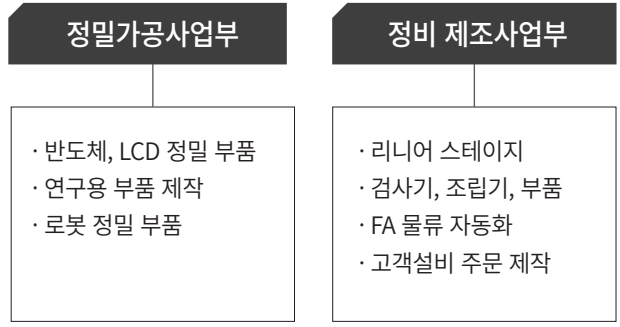 정밀가공사업부
· 반도체, LCD 정밀 부품
· 연구용 부품 제작
· 로봇 정밀 부품
정비 제조사업부
· 리니어 스테이지
· 검사기, 조립기, 부품
· FA 물류 자동화
· 고객설비 주문 제작